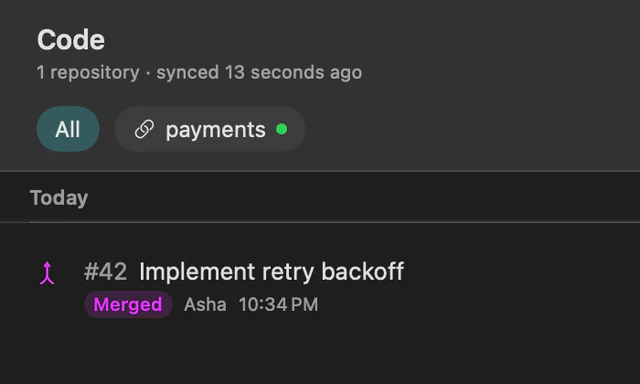 Code
1 repository · synced 13 seconds ago
All payments
Today
#42 Implement retry backoff
Merged Asha 10:34 PM